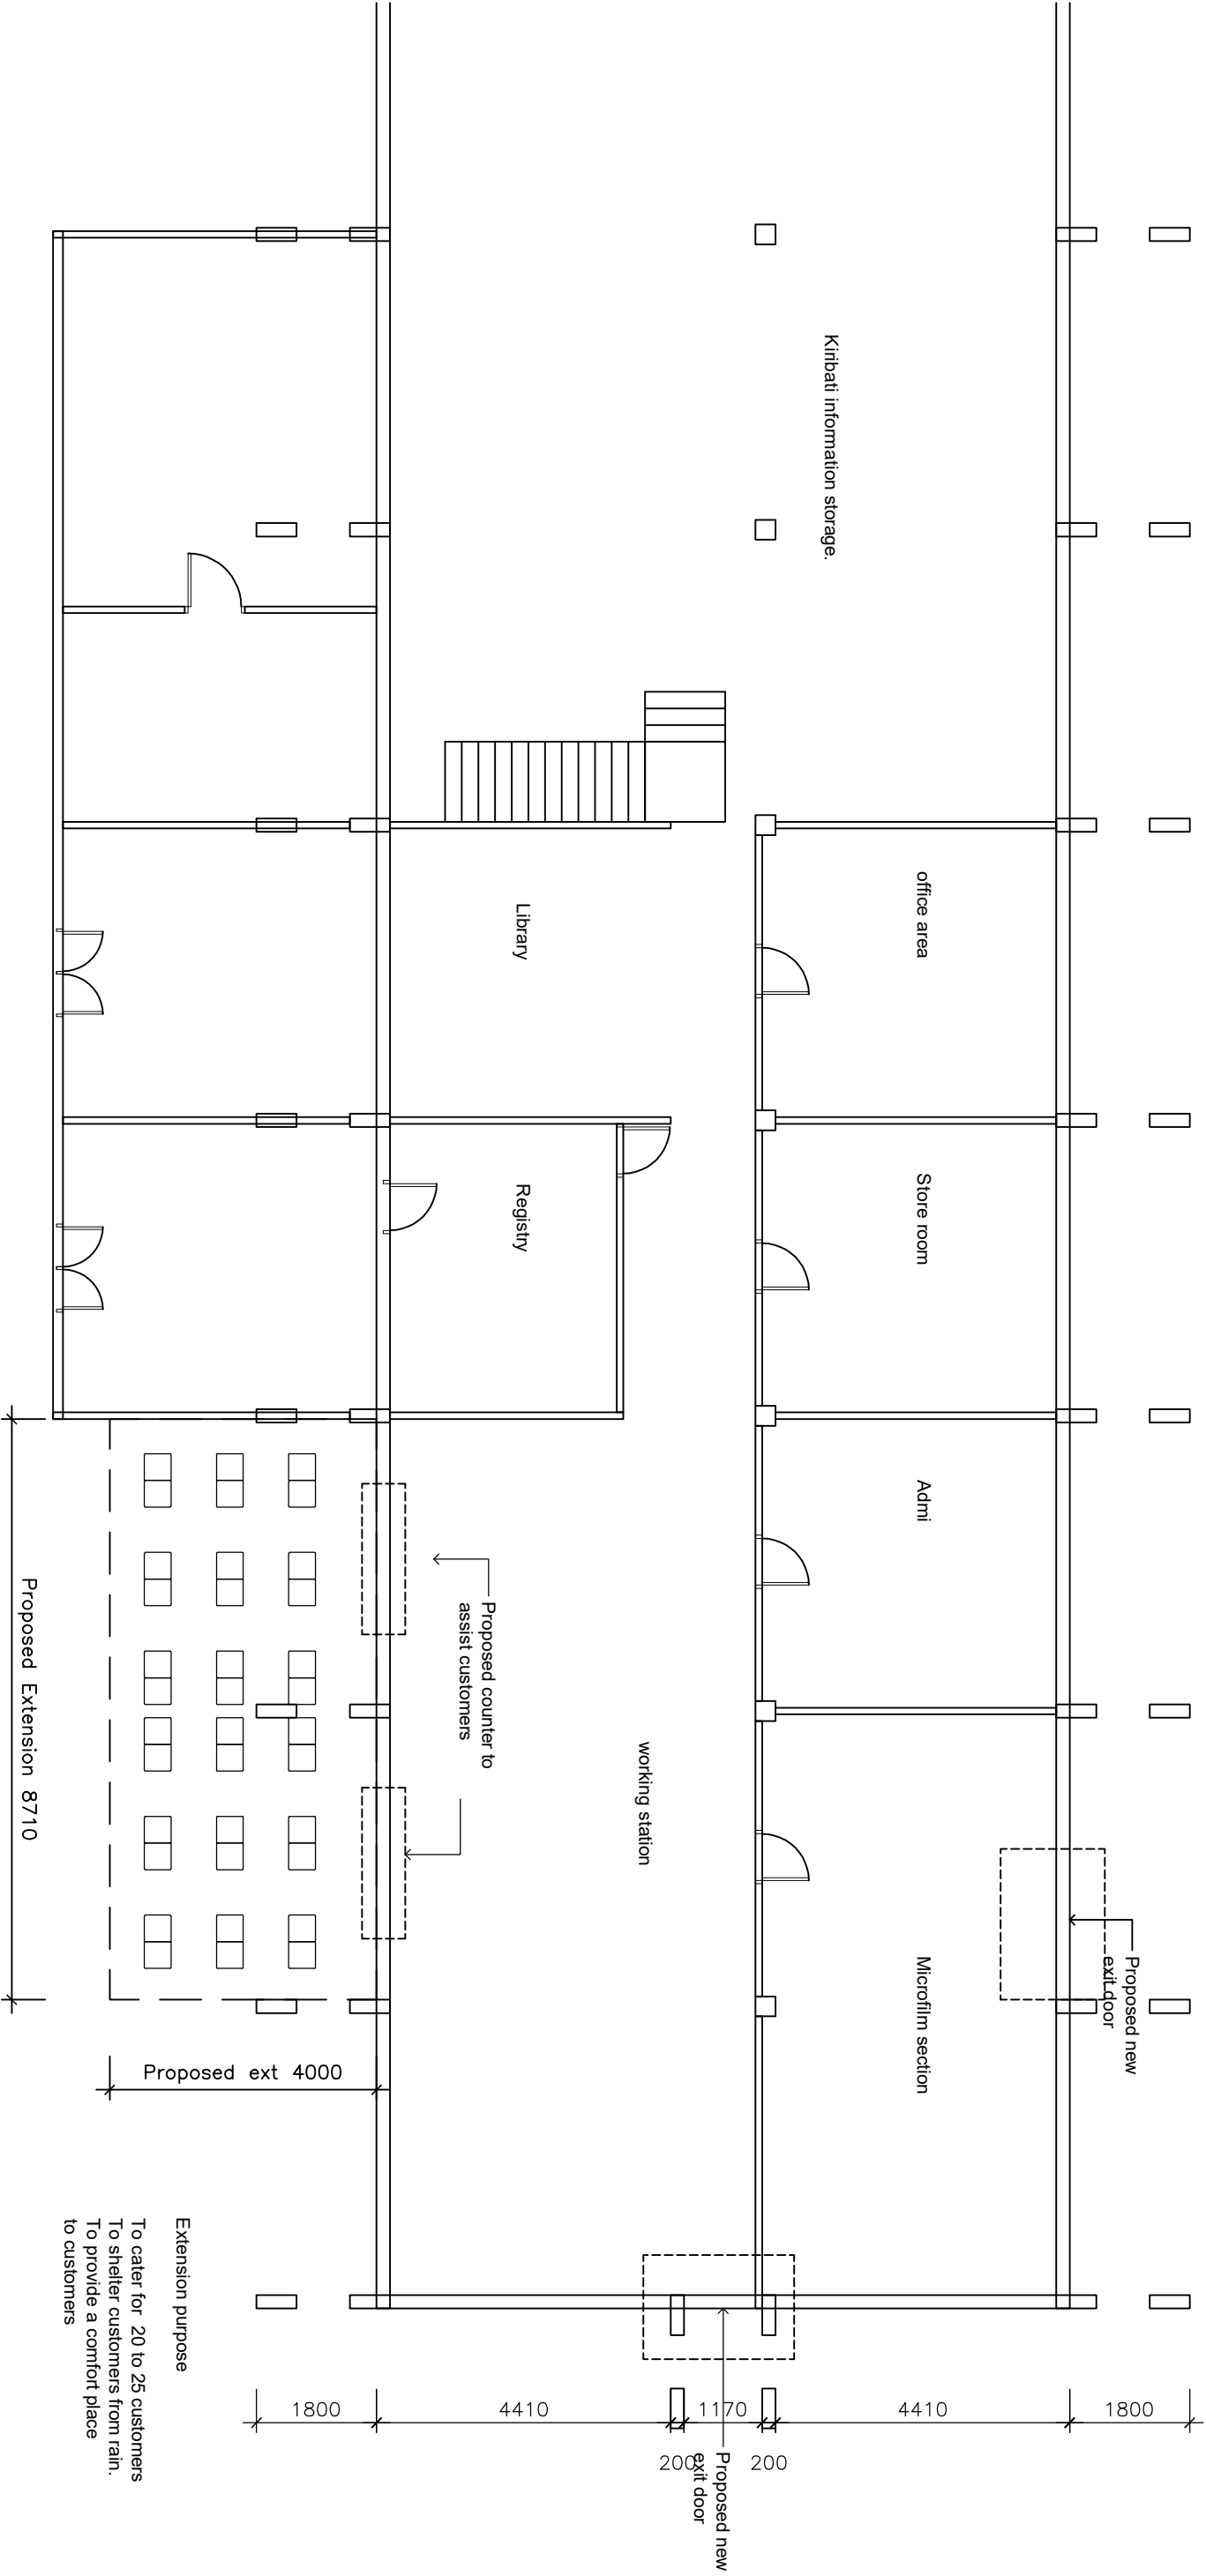 Kiribati information storage.
office area
Library
Store room
Registry
Admi
Proposed counter to
assist customers
working station
Microfilm section
Proposed new
exit door
Proposed Extension 8710
Proposed ext 4000
Extension purpose
To cater for 20 to 25 customers
To shelter customers from rain.
To provide a comfort place
to customers
1800
4410
200
1170
200
4410
1800
Proposed new
exit door